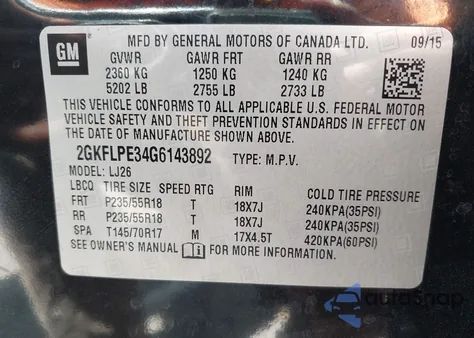 GM
MFD BY GENERAL MOTORS OF CANADA LTD. 09/15
GVWR GAWR FRT GAWR RR
2360 KG 1250 KG 1240 KG
5202 LB 2755 LB 2733 LB
THIS VEHICLE CONFORMS TO ALL APPLICABLE U.S. FEDERAL MOTOR
VEHICLE SAFETY AND THEFT PREVENTION STANDARDS IN EFFECT ON
THE DATE OF MANUFACTURE SHOWN ABOVE.
2GKFLPE34G6143892 TYPE: M.P.V.
MODEL: LJ26
LBCQ TIRE SIZE SPEED RTG RIM COLD TIRE PRESSURE
FRT P235/55R18 T 18X7J 240KPA(35PSI)
RR P235/55R18 T 18X7J 240KPA(35PSI)
SPA T145/70R17 M 17X4.5T 420KPA(60PSI)
SEE OWNER'S MANUAL FOR MORE INFORMATION.
autoSnap